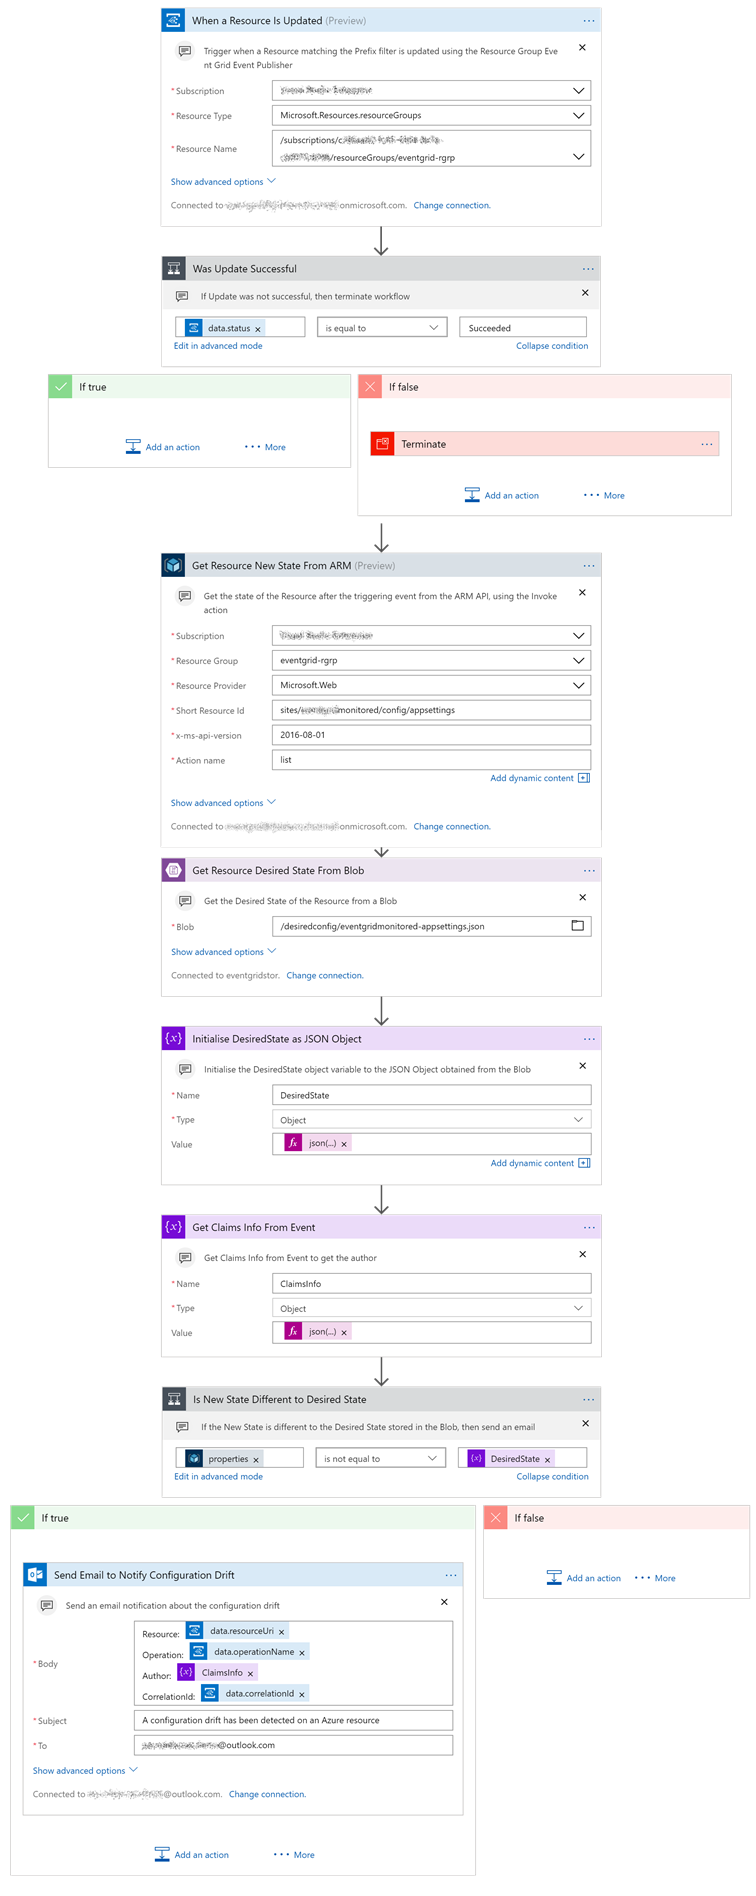 When a Resource Is Updated (Preview)
Trigger when a Resource matching the Prefix filter is updated using the Resource Group Eve
nt Grid Event Publisher
* Subscription
* Resource Type Microsoft.Resources.resourceGroups
/subscriptions/c
* Resource Name
/resourceGroups/eventgrid-rgrp
Show advanced options
Connected to onmicrosoft.com. Change connection.
Was Update Successful
If Update was not successful, then terminate workflow
data.status is equal to Succeeded
Edit in advanced mode Collapse condition
If true If false
Terminate
Add an action More
Add an action More
Get Resource New State From ARM (Preview)
Get the state of the Resource after the triggering event from the ARM API, using the Invoke
action
* Subscription
* Resource Group eventgrid-rgrp
* Resource Provider Microsoft.Web
* Short Resource Id sites/ monitored/config/appsettings
* x-ms-api-version 2016-08-01
* Action name list
Add dynamic content
Show advanced options
Connected to onmicrosoft.com. Change connection.
Get Resource Desired State From Blob
Get the Desired State of the Resource from a Blob
* Blob /desiredconfig/eventgridmonitored-appsettings.json
Show advanced options
Connected to eventgridstor. Change connection.
{x} Initialise DesiredState as JSON Object
Initialise the DesiredState object variable to the JSON Object obtained from the Blob
* Name DesiredState
* Type Object
Value fx json(...)
Add dynamic content
{x} Get Claims Info From Event
Get Claims Info from Event to get the author
* Name ClaimsInfo
* Type Object
Value fx json(...)
Is New State Different to Desired State
If the New State is different to the Desired State stored in the Blob, then send an email
properties is not equal to {x} DesiredState
Edit in advanced mode Collapse condition
If true If false
Send Email to Notify Configuration Drift
Add an action More
Send an email notification about the configuration drift
Resource: data.resourceUri
Operation: data.operationName
* Body
Author: {x} ClaimsInfo
CorrelationId: data.correlationId
* Subject A configuration drift has been detected on an Azure resource
* To @outlook.com
Show advanced options
Connected to @outlook.com. Change connection.
Add an action More